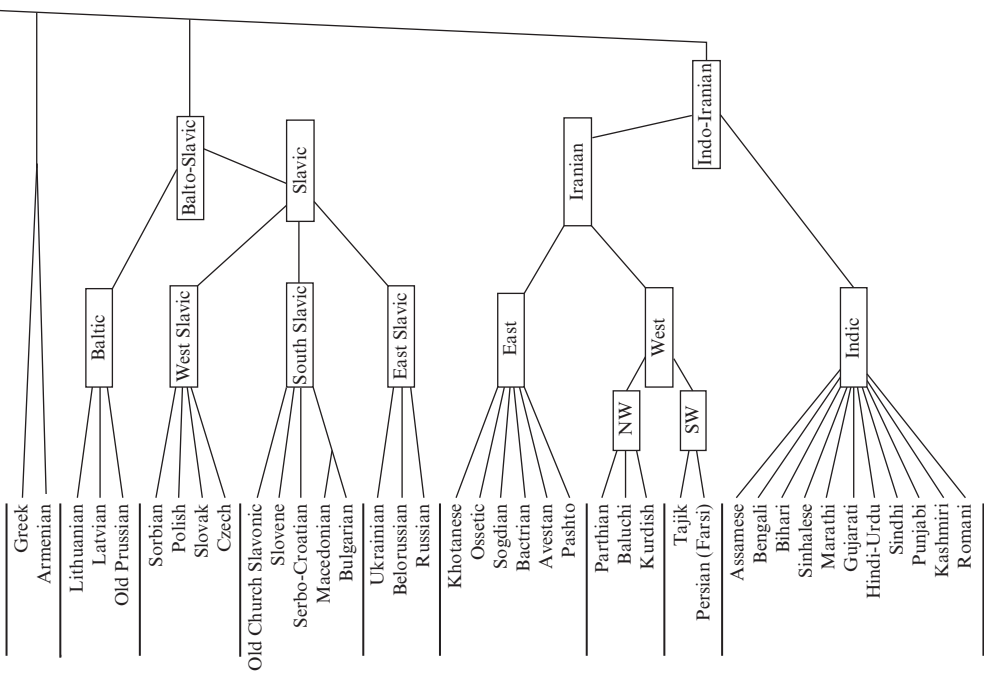 Indo-Iranian
Balto-Slavic
Slavic
Iranian
Baltic
West Slavic
South Slavic
East Slavic
East
West
Indic
NW
SW
Greek
Armenian
Lithuanian
Latvian
Old Prussian
Sorbian
Polish
Slovak
Czech
Old Church Slavonic
Slovene
Serbo-Croatian
Macedonian
Bulgarian
Ukrainian
Belorussian
Russian
Khotanese
Ossetic
Sogdian
Bactrian
Avestan
Pashto
Parthian
Baluchi
Kurdish
Tajik
Persian (Farsi)
Assamese
Bengali
Bihari
Sinhalese
Marathi
Gujarati
Hindi-Urdu
Sindhi
Punjabi
Kashmiri
Romani